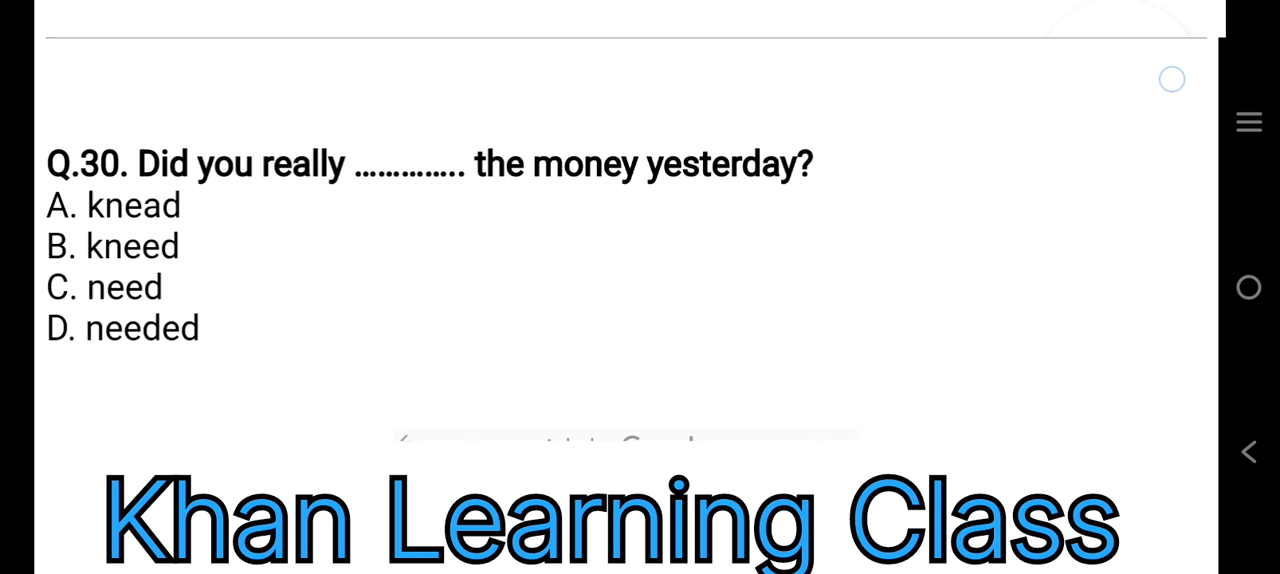 Q.30. Did you really .............. the money yesterday?
A. knead
B. kneed
C. need
D. needed
Khan Learning Class